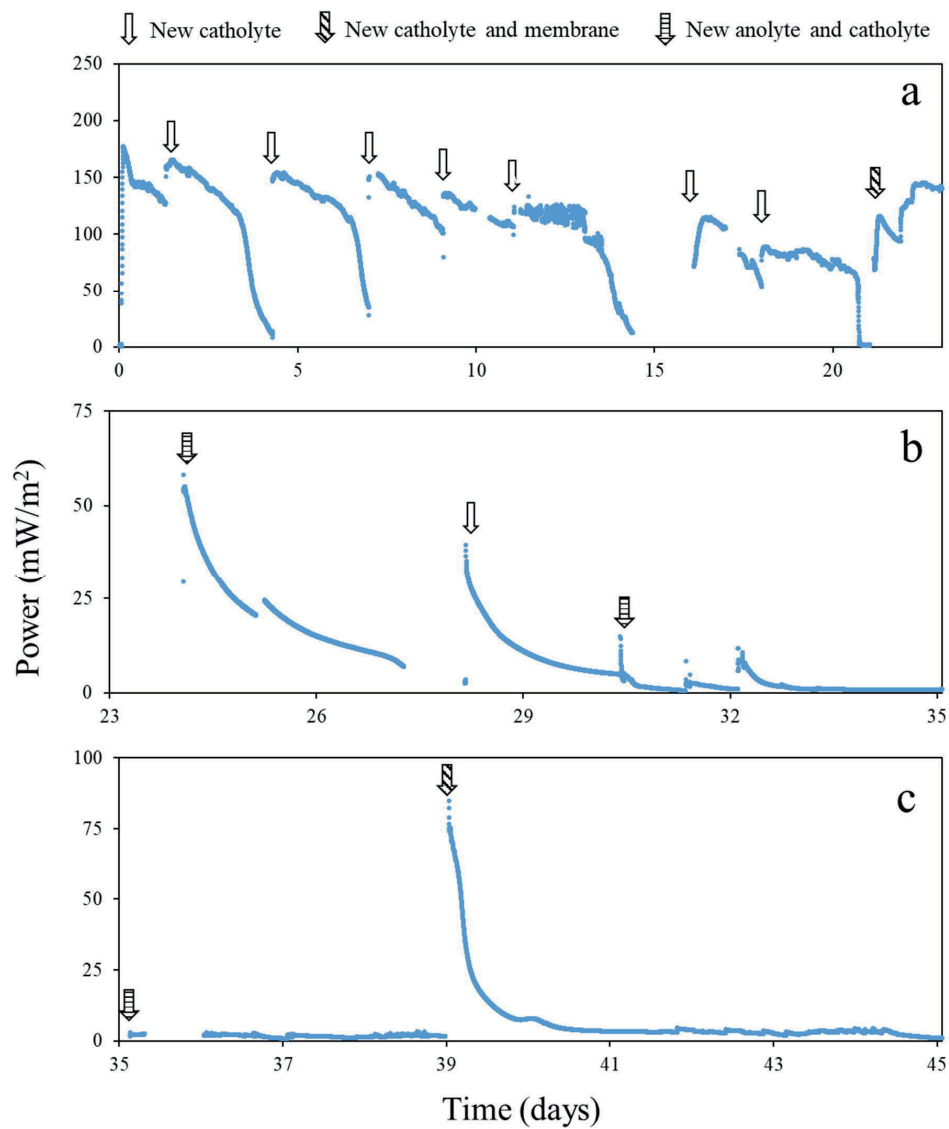 New catholyte New catholyte and membrane New anolyte and catholyte
a
250
200
150
100
50
0
0 5 10 15 20
b
75
50
25
0
23 26 29 32 35
Power (mW/m²)
c
100
75
50
25
0
35 37 39 41 43 45
Time (days)